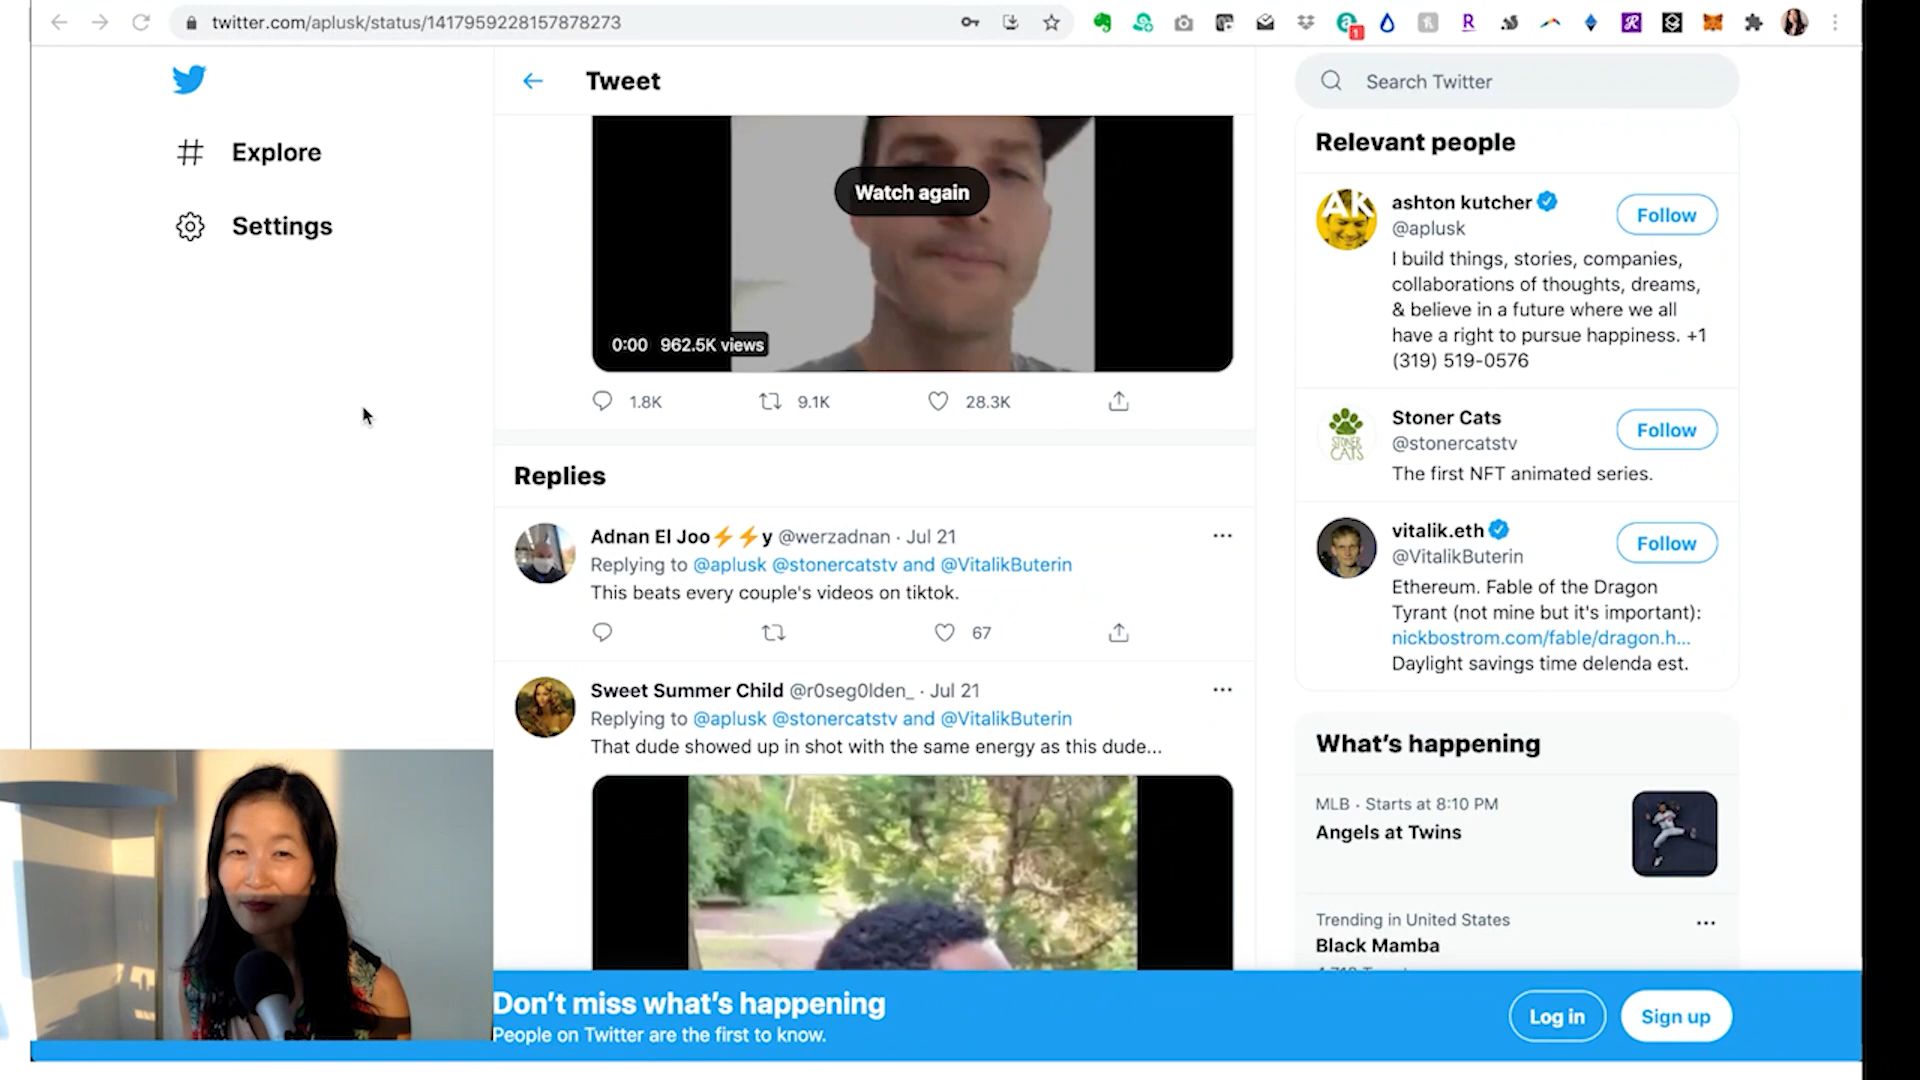 twitter.com/aplusk/status/1417959228157878273
1
Explore
Settings
Tweet
Watch again
0:00 962.5K views
1.8K 9.1K 28.3K
Replies
Adnan El Joo⚡⚡y @werzadnan · Jul 21
Replying to @aplusk @stonercatstv and @VitalikButerin
This beats every couple's videos on tiktok.
67
Sweet Summer Child @r0seg0lden_ · Jul 21
Replying to @aplusk @stonercatstv and @VitalikButerin
That dude showed up in shot with the same energy as this dude...
Search Twitter
Relevant people
AK
ashton kutcher
@aplusk
Follow
I build things, stories, companies,
collaborations of thoughts, dreams,
& believe in a future where we all
have a right to pursue happiness. +1
(319) 519-0576
STONER
CATS
Stoner Cats
@stonercatstv
Follow
The first NFT animated series.
vitalik.eth
@VitalikButerin
Follow
Ethereum. Fable of the Dragon
Tyrant (not mine but it's important):
nickbostrom.com/fable/dragon.h...
Daylight savings time delenda est.
What's happening
MLB · Starts at 8:10 PM
Angels at Twins
Trending in United States
Black Mamba
Don't miss what's happening
People on Twitter are the first to know.
Log in
Sign up